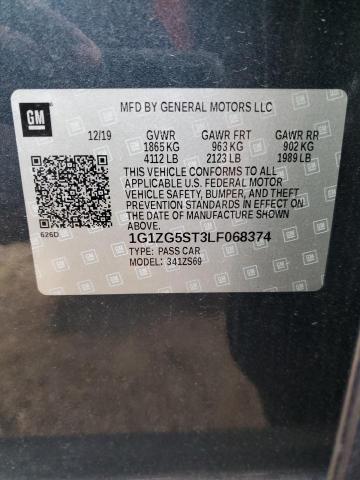 GM
MFD BY GENERAL MOTORS LLC
12/19 GVWR GAWR FRT GAWR RR
1865 KG 963 KG 902 KG
4112 LB 2123 LB 1989 LB
THIS VEHICLE CONFORMS TO ALL
APPLICABLE U.S. FEDERAL MOTOR
VEHICLE SAFETY, BUMPER, AND THEFT
PREVENTION STANDARDS IN EFFECT ON
THE DATE OF MANUFACTURE SHOWN
ABOVE.
626D
1G1ZG5ST3LF068374
TYPE: PASS CAR
MODEL: 341ZS69